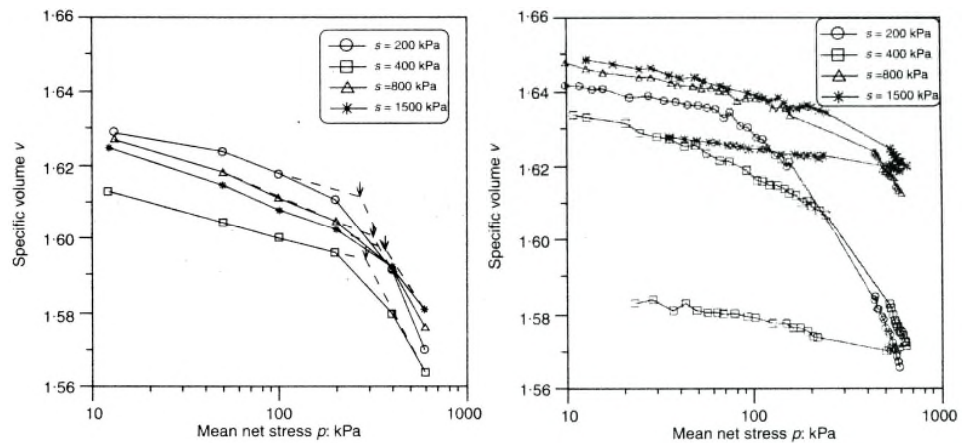 1·66
1·64
1·62
1·60
1·58
1·56
Specific volume v
10
100
1000
Mean net stress p: kPa
s = 200 kPa
s = 400 kPa
s =800 kPa
s = 1500 kPa
1·66
1·64
1·62
1·60
1·58
1·56
Specific volume v
10
100
1000
Mean net stress p: kPa
s = 200 kPa
s = 400 kPa
s =800 kPa
s = 1500 kPa